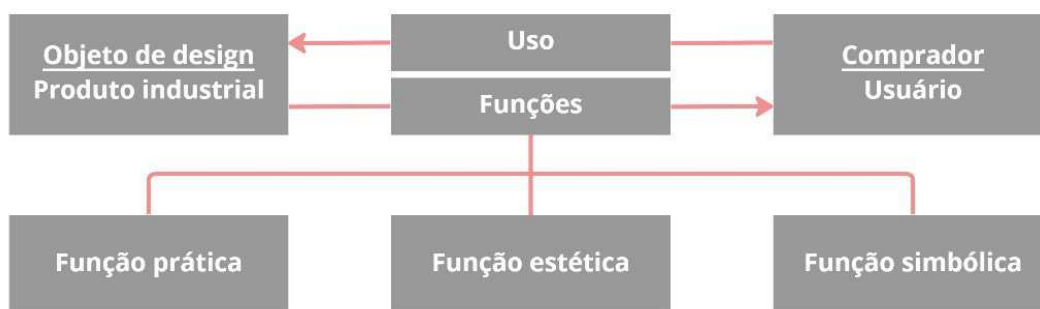 Objeto de design
Produto industrial
Uso
Funções
Comprador
Usuário
Função prática
Função estética
Função simbólica